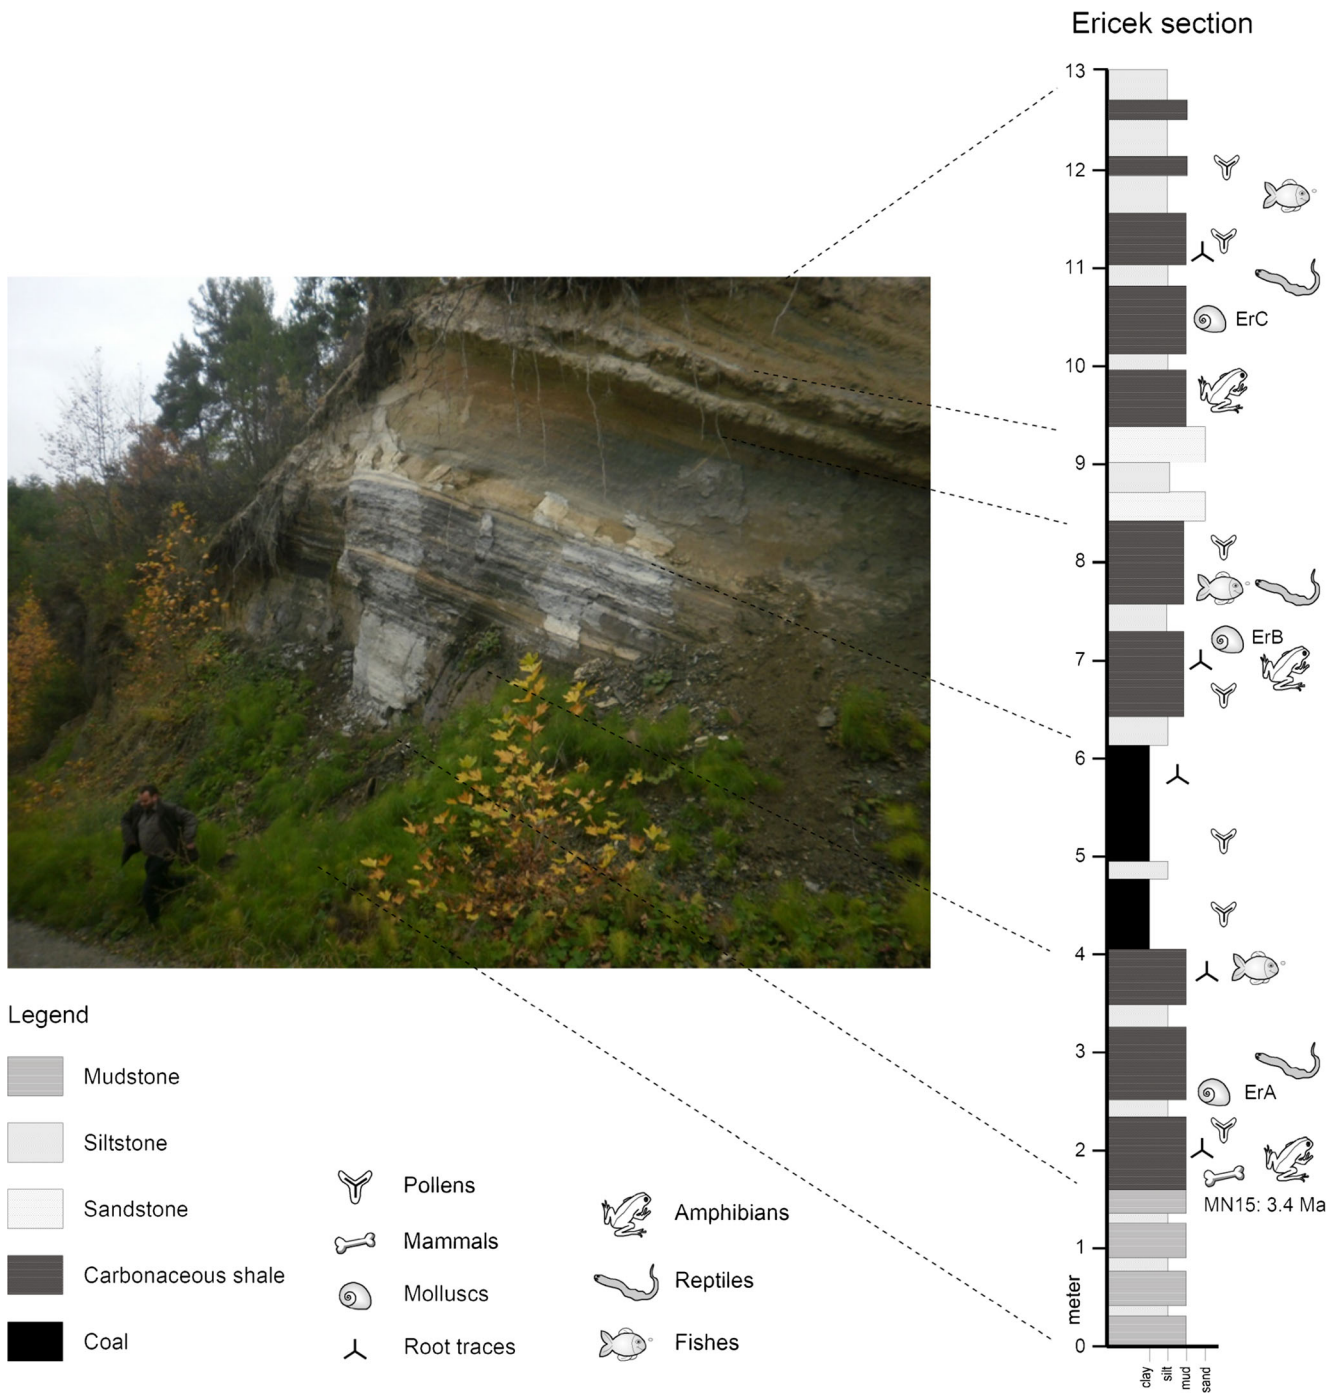 Ericek section
13
12
11
ErC
10
9
8
ErB
7
6
5
4
3
ErA
2
MN15: 3.4 Ma
1
meter
0
clay
silt
mud
sand
Legend
Mudstone
Siltstone
Sandstone
Carbonaceous shale
Coal
Pollens
Mammals
Molluscs
Root traces
Amphibians
Reptiles
Fishes